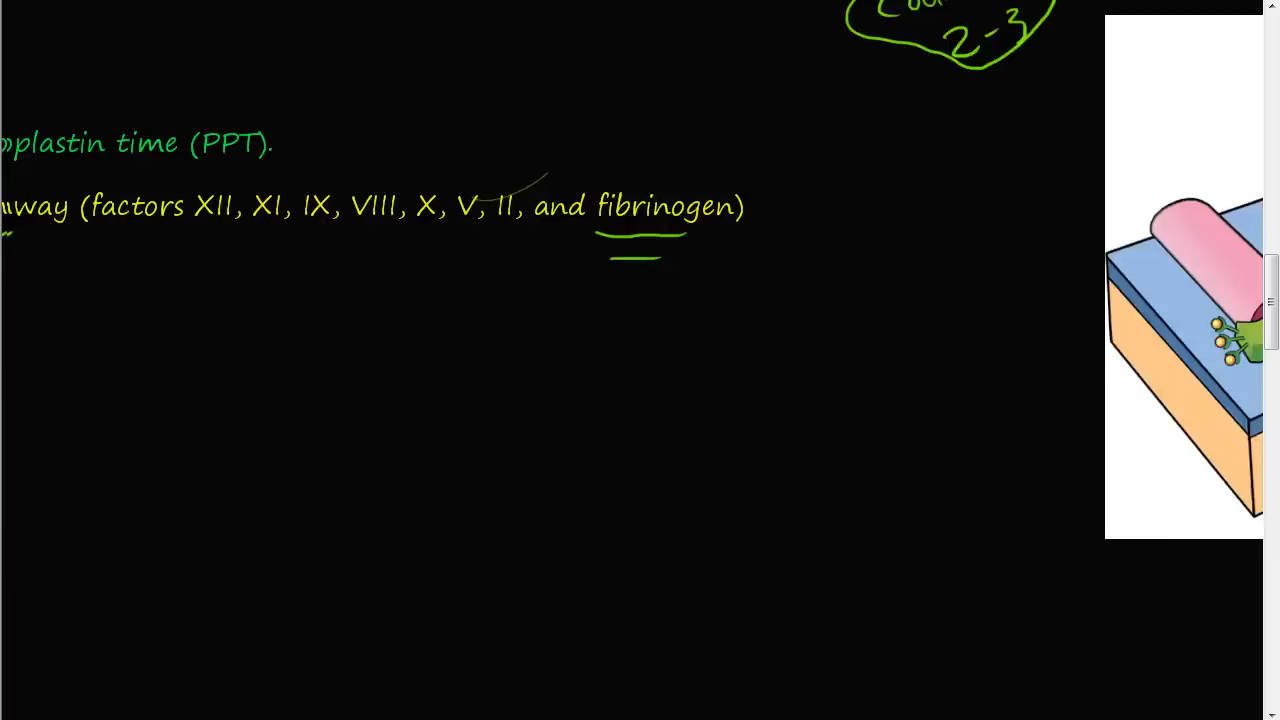 2-3
plastin time (PPT).
way (factors XII, XI, IX, VIII, X, V, II, and fibrinogen)